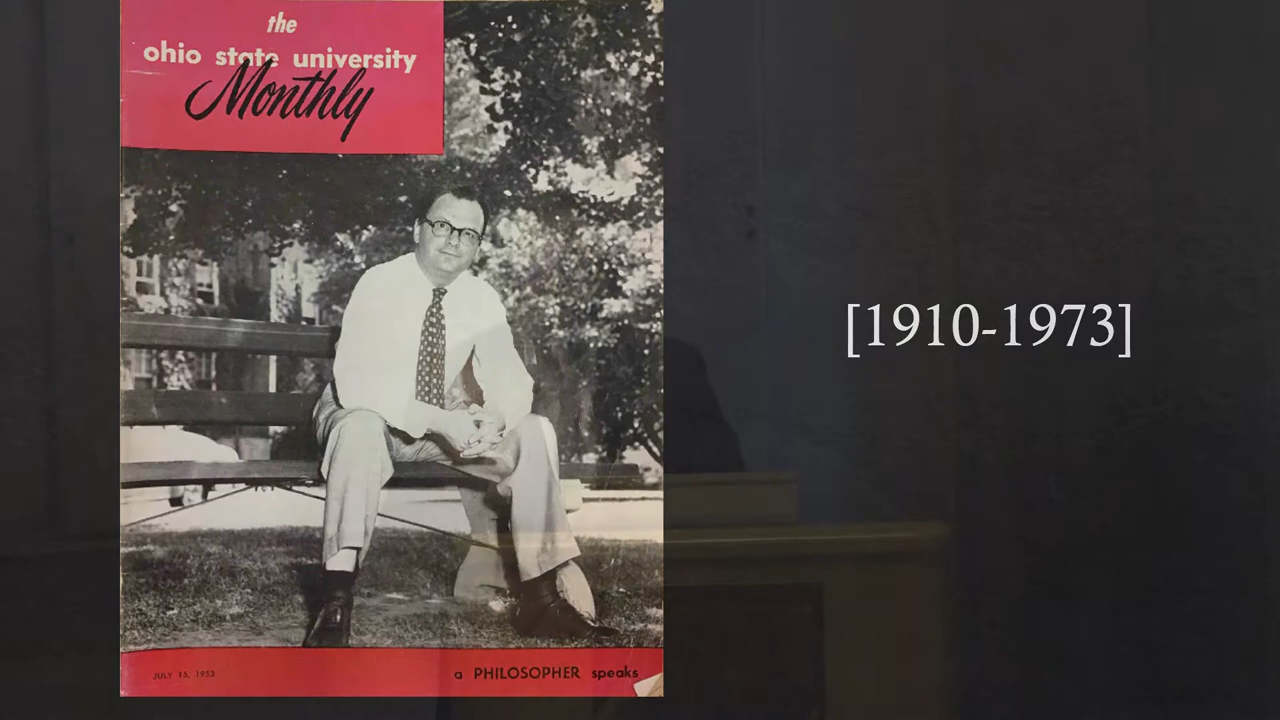 the
ohio state university
Monthly
[1910-1973]
JULY 15, 1953
a PHILOSOPHER speaks